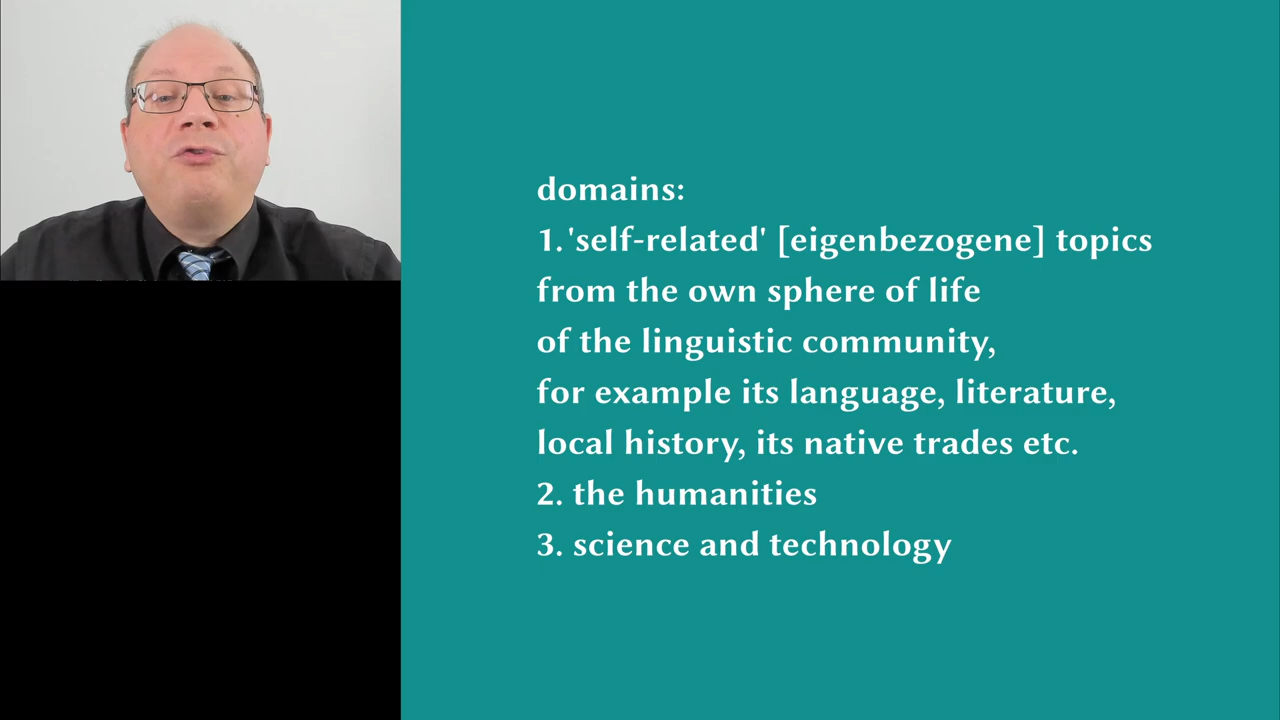 domains:
1.'self-related' [eigenbezogene] topics
from the own sphere of life
of the linguistic community,
for example its language, literature,
local history, its native trades etc.
2. the humanities
3. science and technology